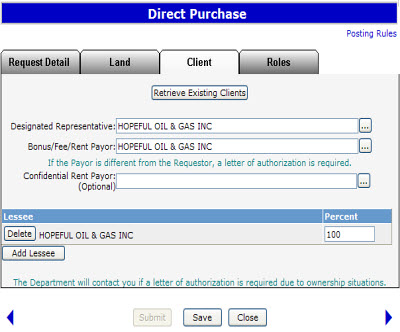 Direct Purchase
Posting Rules
Request Detail Land Client Roles
Retrieve Existing Clients
Designated Representative: HOPEFUL OIL & GAS INC ...
Bonus/Fee/Rent Payor: HOPEFUL OIL & GAS INC ...
If the Payor is different from the Requestor, a letter of authorization is required.
Confidential Rent Payor: ...
(Optional)
Lessee Percent
Delete HOPEFUL OIL & GAS INC 100
Add Lessee
The Department will contact you if a letter of authorization is required due to ownership situations.
Submit Save Close